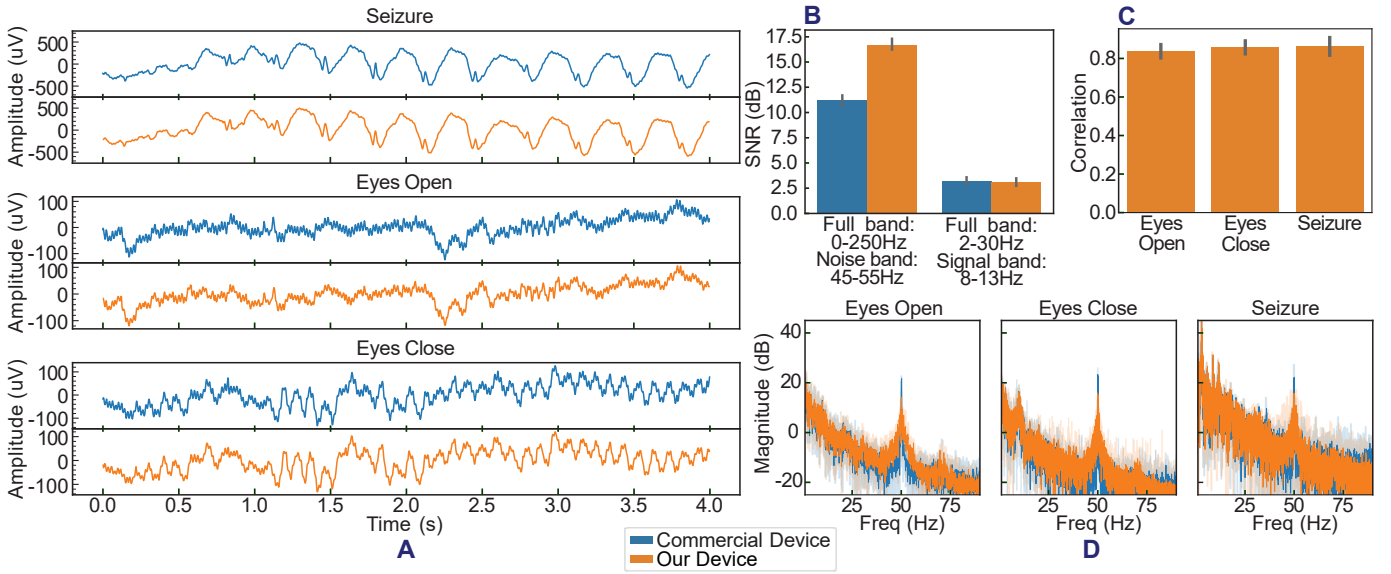 Seizure
Amplitude (uV)
500
0
-500
Amplitude (uV)
500
0
-500
Eyes Open
Amplitude (uV)
100
0
-100
Amplitude (uV)
100
0
-100
Eyes Close
Amplitude (uV)
100
0
-100
Amplitude (uV)
100
0
-100
0.0 0.5 1.0 1.5 2.0 2.5 3.0 3.5 4.0
Time (s)
A
B
SNR (dB)
17.5
15.0
12.5
10.0
7.5
5.0
2.5
0.0
Full band:
0-250Hz
Noise band:
45-55Hz
Full band:
2-30Hz
Signal band:
8-13Hz
C
Correlation
0.8
0.6
0.4
0.2
0.0
Eyes
Open
Eyes
Close
Seizure
Eyes Open
Eyes Close
Seizure
Magnitude (dB)
40
20
0
-20
25 50 75
Freq (Hz)
25 50 75
Freq (Hz)
25 50 75
Freq (Hz)
D
Commercial Device
Our Device